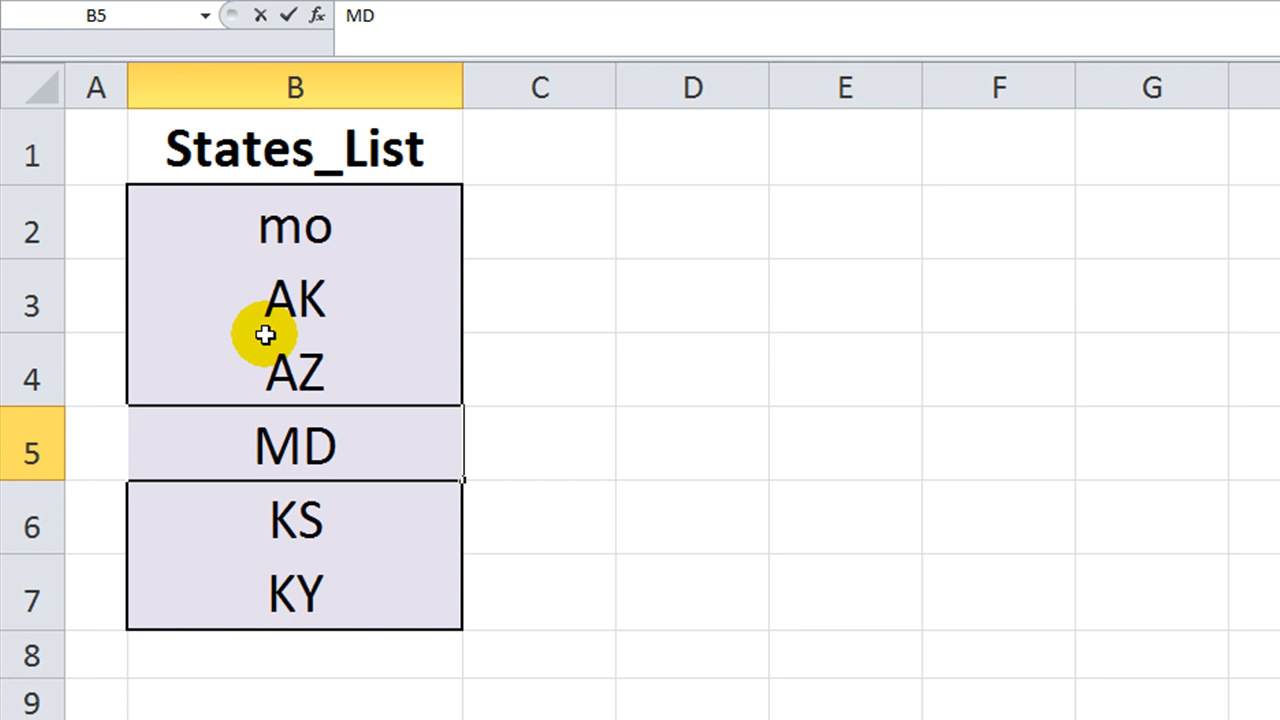 B5 fx MD
A B C D E F G
1 States_List
2 mo
3 AK
4 AZ
5 MD
6 KS
7 KY
8
9